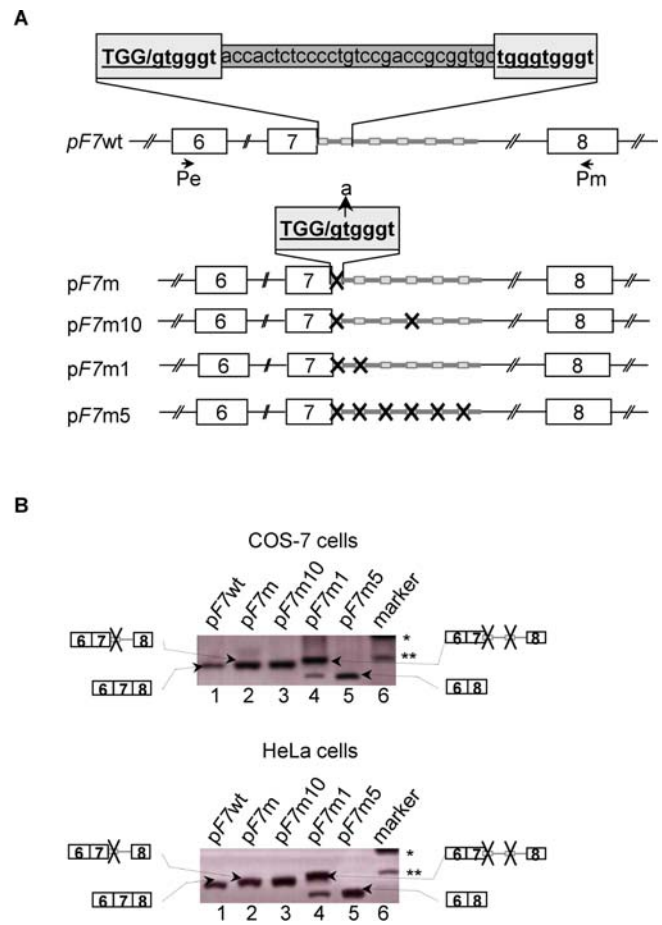 A
TGG/gtgggt accactctcccctgtccgaccgcggtgc tgggtgggt
pF7wt 6 7 8
Pe Pm
a
TGG/gtgggt
pF7m 6 7 8
pF7m10 6 7 8
pF7m1 6 7 8
pF7m5 6 7 8
B
COS-7 cells
pF7wt pF7m pF7m10 pF7m1 pF7m5 marker
6 7 8 * 6 7 8
**
6 7 8 6 8
1 2 3 4 5 6
HeLa cells
pF7wt pF7m pF7m10 pF7m1 pF7m5 marker
6 7 8 * 6 7 8
**
6 7 8 6 8
1 2 3 4 5 6